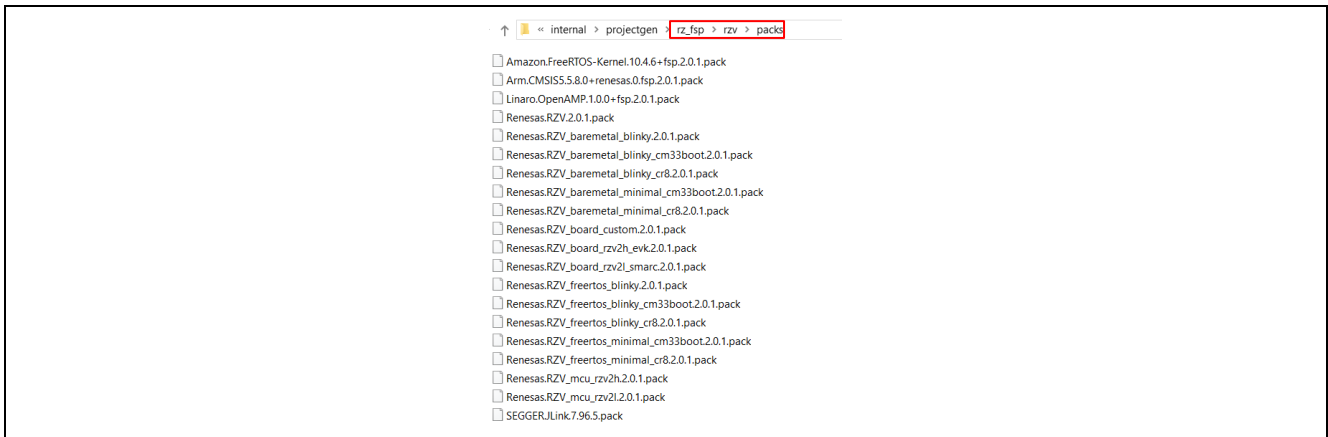 « internal > projectgen > rz_fsp > rzv > packs
Amazon.FreeRTOS-Kernel.10.4.6+fsp.2.0.1.pack
Arm.CMSIS5.5.8.0+renesas.0.fsp.2.0.1.pack
Linaro.OpenAMP.1.0.0+fsp.2.0.1.pack
Renesas.RZV.2.0.1.pack
Renesas.RZV_baremetal_blinky.2.0.1.pack
Renesas.RZV_baremetal_blinky_cm33boot.2.0.1.pack
Renesas.RZV_baremetal_blinky_cr8.2.0.1.pack
Renesas.RZV_baremetal_minimal_cm33boot.2.0.1.pack
Renesas.RZV_baremetal_minimal_cr8.2.0.1.pack
Renesas.RZV_board_custom.2.0.1.pack
Renesas.RZV_board_rzv2h_evk.2.0.1.pack
Renesas.RZV_board_rzv2l_smarc.2.0.1.pack
Renesas.RZV_freertos_blinky.2.0.1.pack
Renesas.RZV_freertos_blinky_cm33boot.2.0.1.pack
Renesas.RZV_freertos_blinky_cr8.2.0.1.pack
Renesas.RZV_freertos_minimal_cm33boot.2.0.1.pack
Renesas.RZV_freertos_minimal_cr8.2.0.1.pack
Renesas.RZV_mcu_rzv2h.2.0.1.pack
Renesas.RZV_mcu_rzv2l.2.0.1.pack
SEGGER.JLink.7.96.5.pack